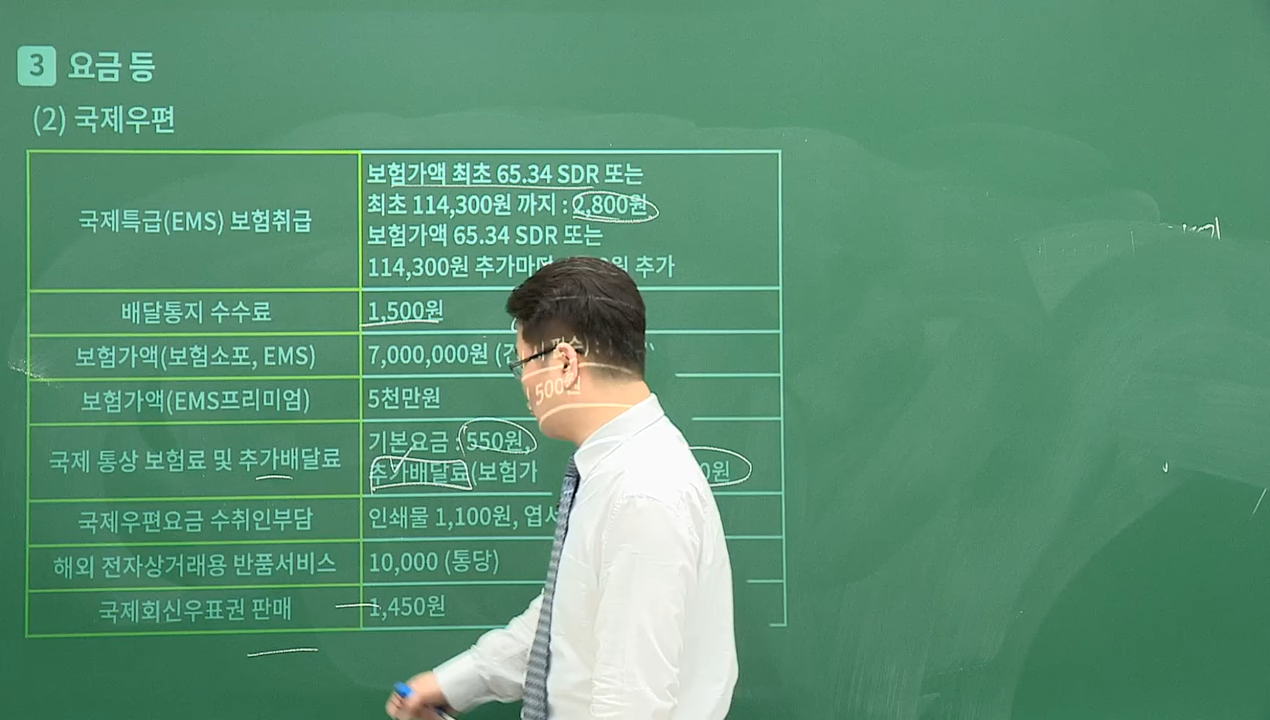 3 요금 등
(2) 국제우편
국제특급(EMS) 보험취급
보험가액 최초 65.34 SDR 또는
최초 114,300원 까지 : 2,800원
보험가액 65.34 SDR 또는
114,300원 추가마다 추가
배달통지 수수료
1,500원
보험가액(보험소포, EMS)
7,000,000원
보험가액(EMS프리미엄)
5천만원
국제 통상 보험료 및 추가배달료
기본요금 : 550원,
추가배달료(보험가
500원
국제우편요금 수취인부담
인쇄물 1,100원,
해외 전자상거래용 반품서비스
10,000 (통당)
국제회신우표권 판매
1,450원